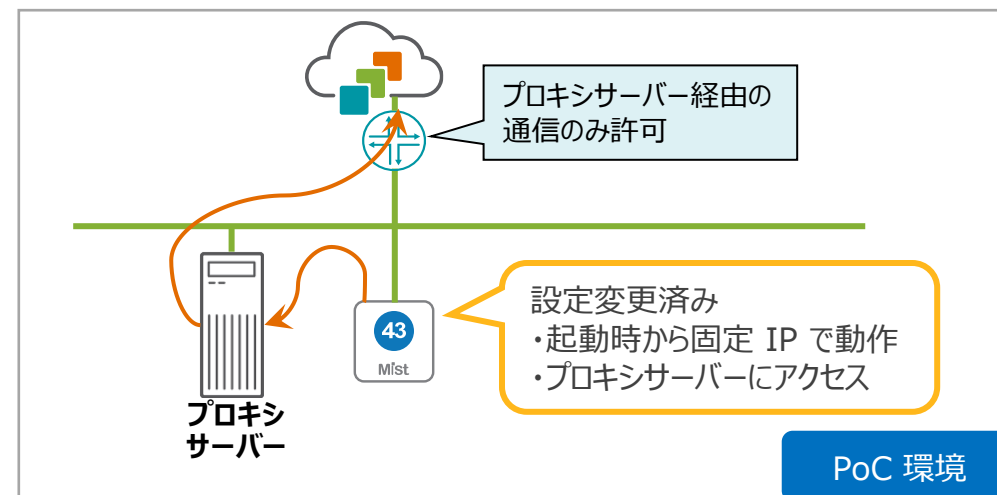 プロキシサーバー経由の
通信のみ許可
設定変更済み
・起動時から固定 IP で動作
・プロキシサーバーにアクセス
43
Mist
プロキシ
サーバー
PoC 環境